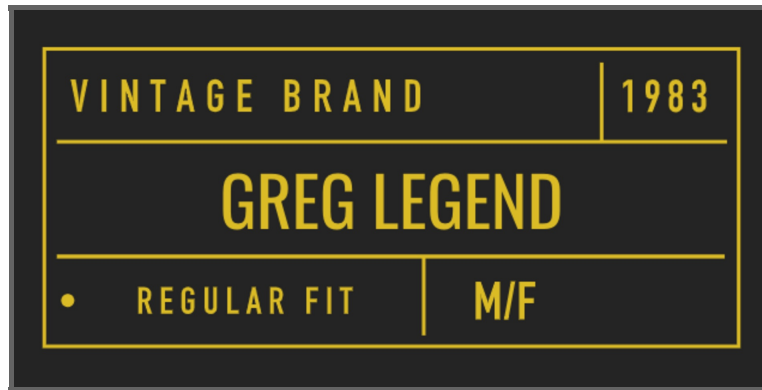 VINTAGE BRAND 1983
GREG LEGEND
• REGULAR FIT M/F